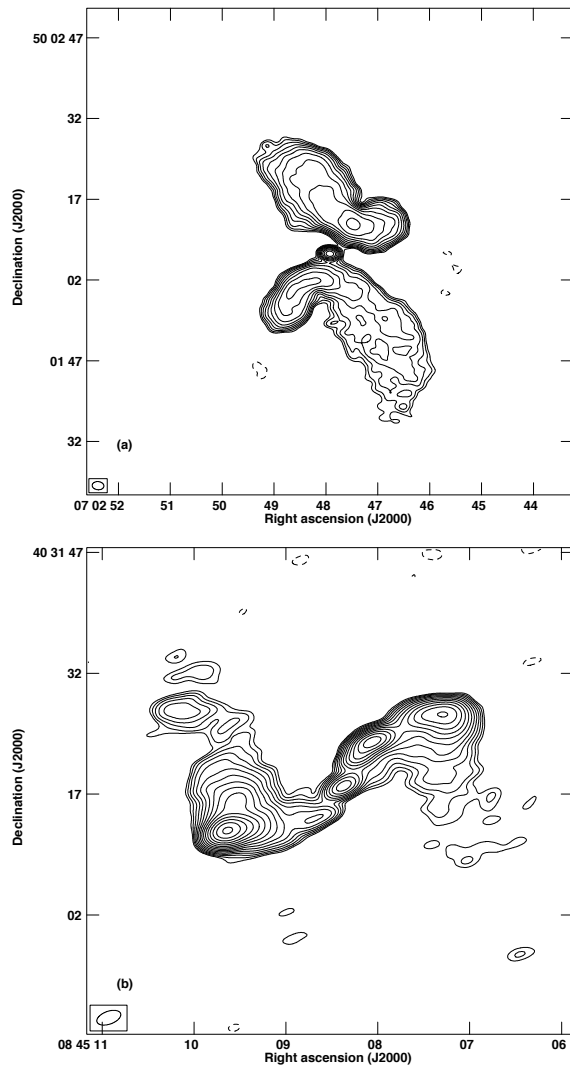 50 02 47
32
17
02
01 47
32
Declination (J2000)
(a)
07 02 52 51 50 49 48 47 46 45 44
Right ascension (J2000)
40 31 47
32
17
02
Declination (J2000)
(b)
08 45 11 10 09 08 07 06
Right ascension (J2000)